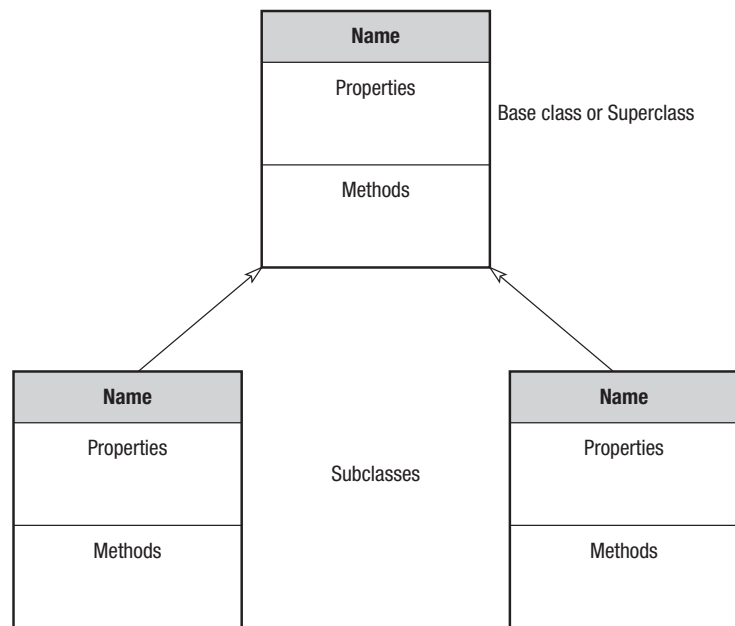 Name
Properties
Base class or Superclass
Methods
Name
Name
Properties
Properties
Subclasses
Methods
Methods